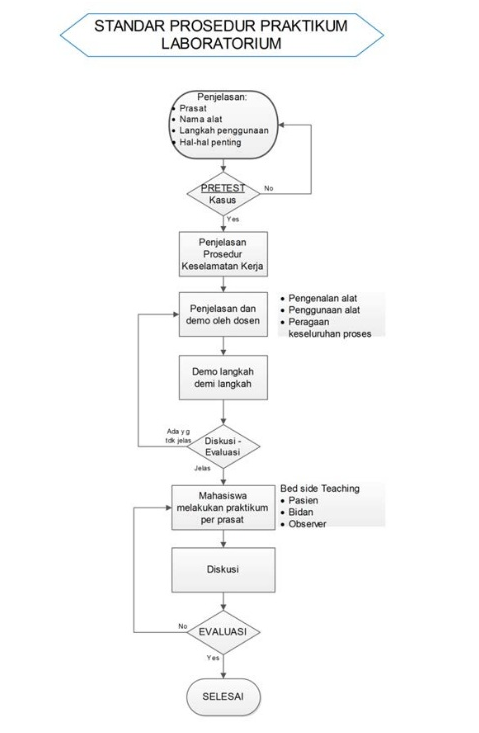 STANDAR PROSEDUR PRAKTIKUM
LABORATORIUM
Penjelasan:
• Prasat
• Nama alat
• Langkah penggunaan
• Hal-hal penting
PRETEST
Kasus
No
Yes
Penjelasan
Prosedur
Keselamatan Kerja
Penjelasan dan
demo oleh dosen
• Pengenalan alat
• Penggunaan alat
• Peragaan
keseluruhan proses
Demo langkah
demi langkah
Ada y g
tdk jelas
Diskusi -
Evaluasi
Jelas
Mahasiswa
melakukan praktikum
per prasat
Bed side Teaching
• Pasien
• Bidan
• Observer
Diskusi
No
EVALUASI
Yes
SELESAI